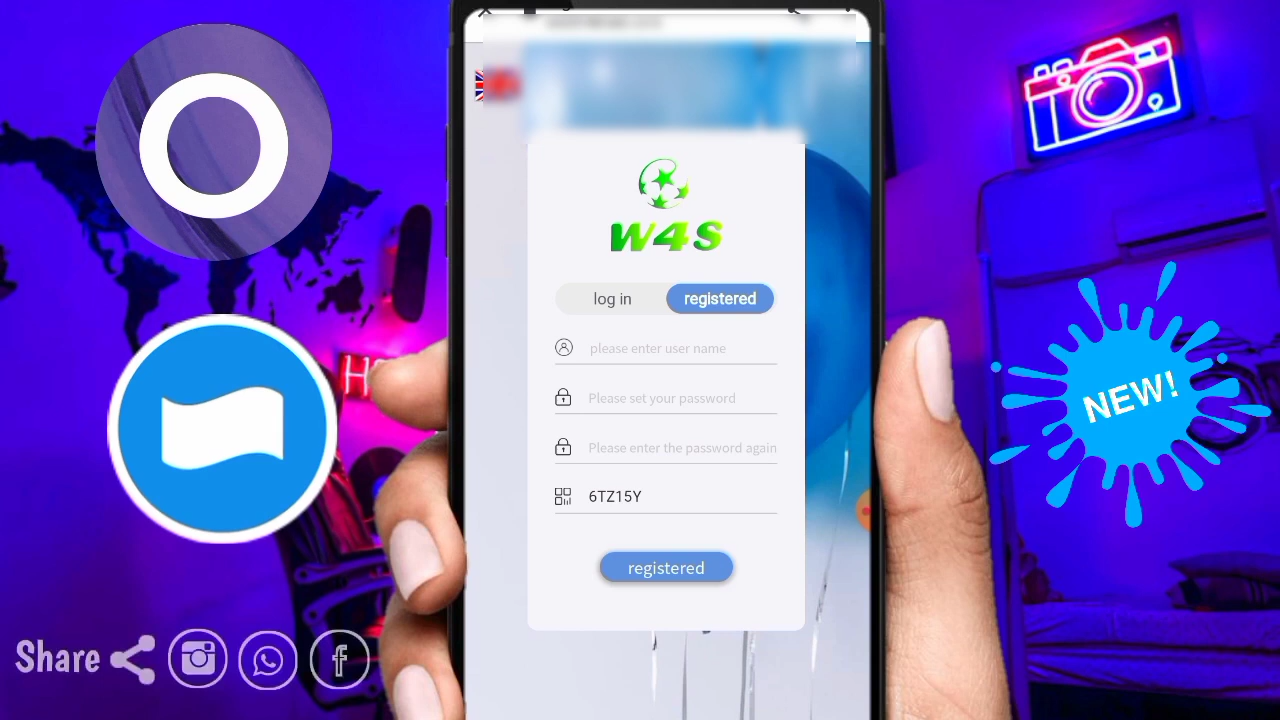 W4S
log in
registered
please enter user name
Please set your password
Please enter the password again
6TZ15Y
registered
NEW!
Share